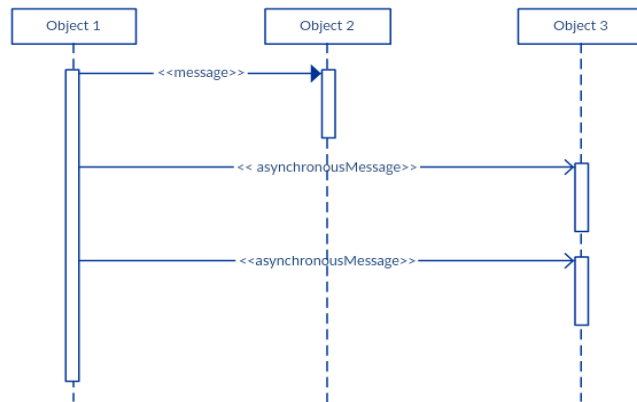 Object 1
Object 2
Object 3
<<message>>
<< asynchronousMessage>>
<<asynchronousMessage>>